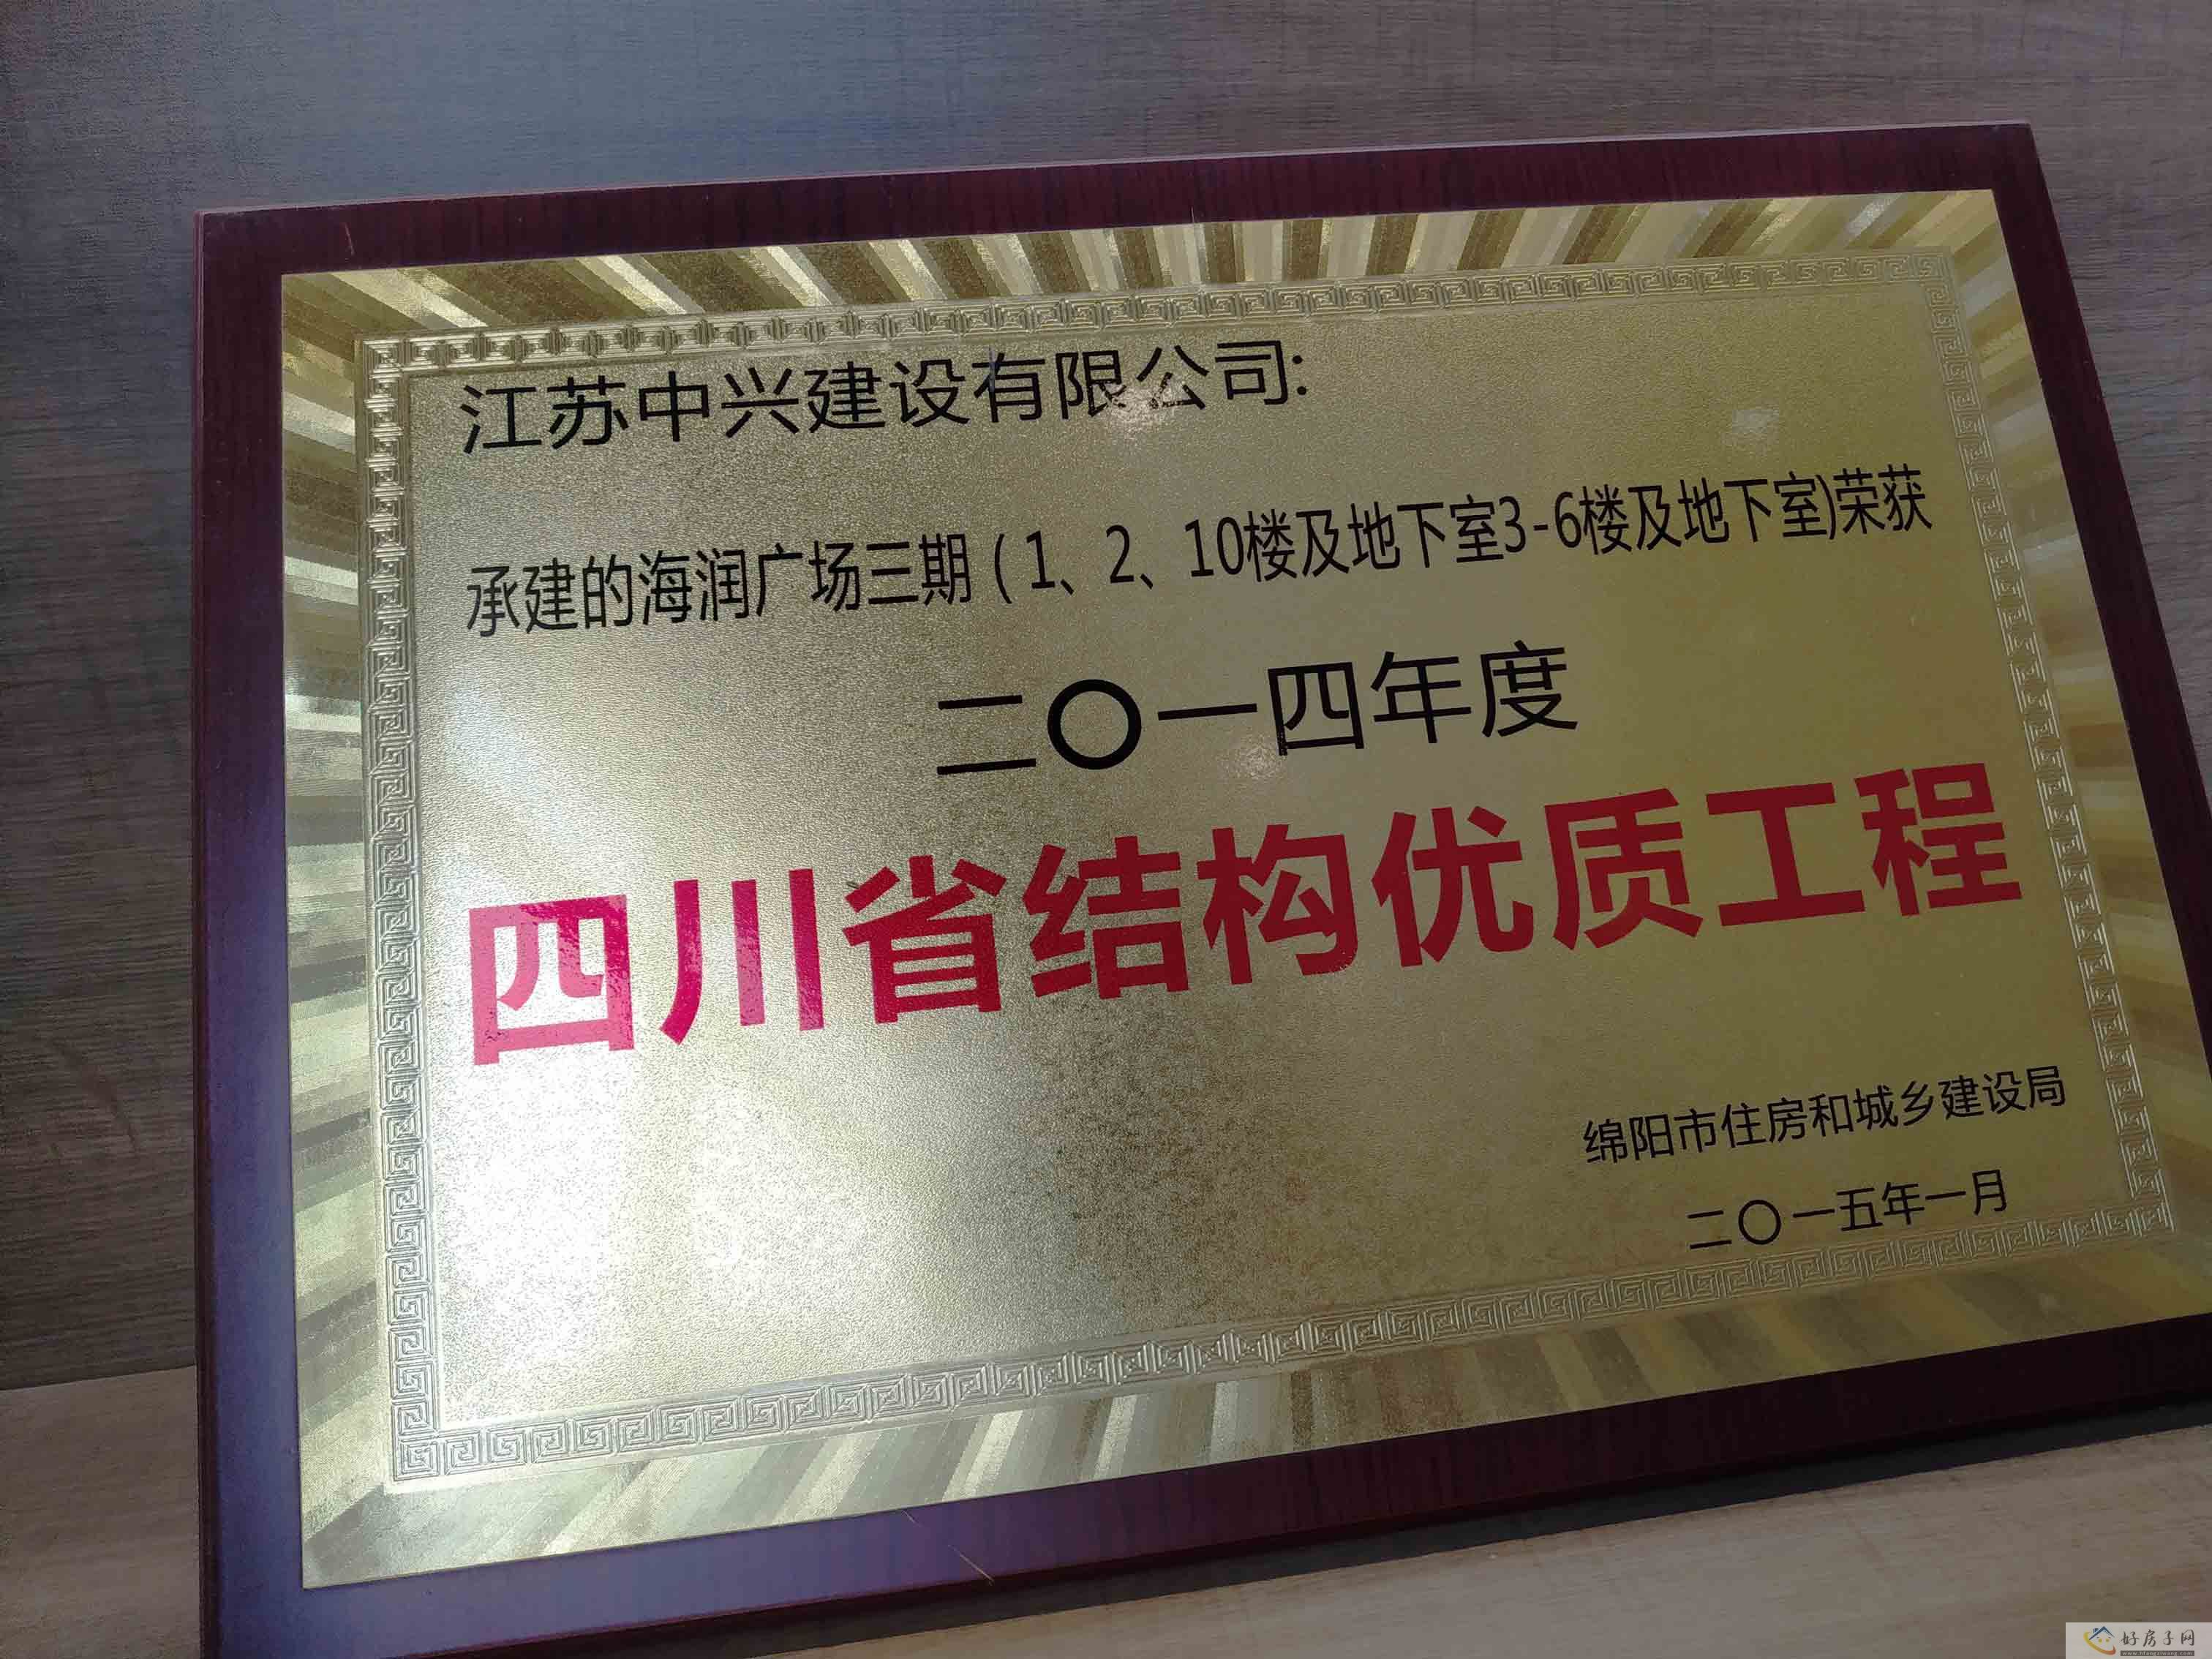 江苏中兴建设有限公司:
承建的海润广场三期(1、2、10楼及地下室3-6楼及地下室)荣获
二〇一四年度
四川省结构优质工程
绵阳市住房和城乡建设局
二〇一五年一月
好房子网